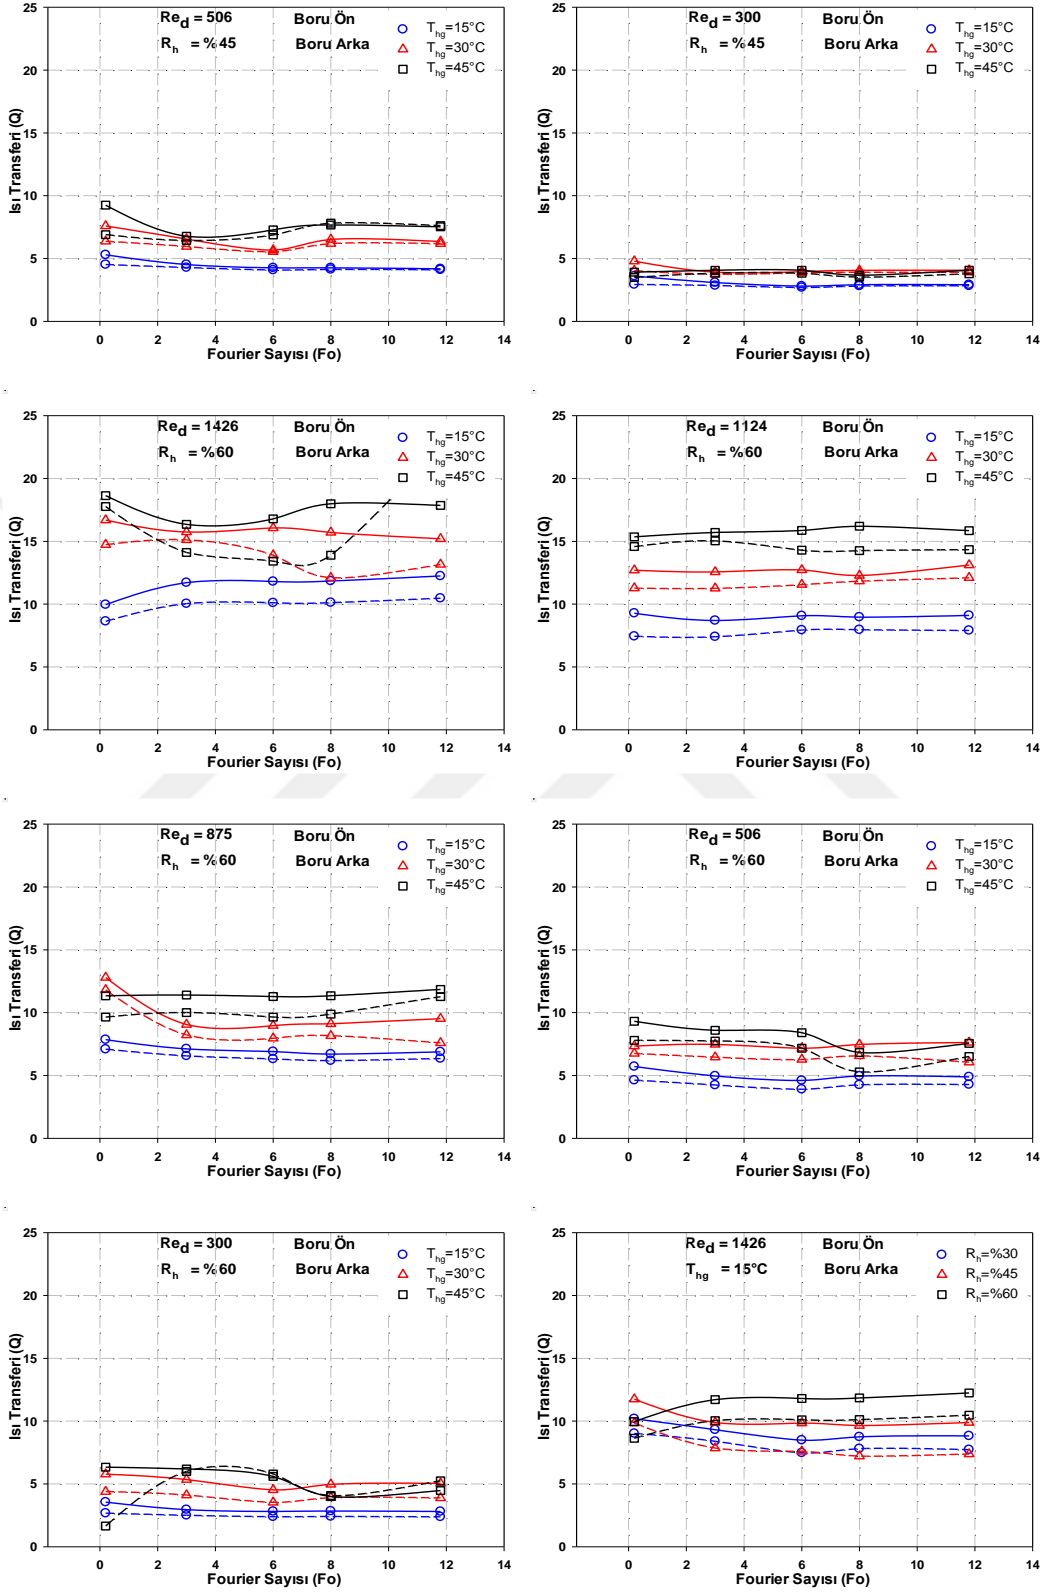 Re_d = 506 Boru Ön
R_h = %45 Boru Arka
T_hg=15°C
T_hg=30°C
T_hg=45°C
25
20
15
10
5
0
Isı Transferi (Q)
0 2 4 6 8 10 12 14
Fourier Sayısı (Fo)
Re_d = 300 Boru Ön
R_h = %45 Boru Arka
T_hg=15°C
T_hg=30°C
T_hg=45°C
25
20
15
10
5
0
Isı Transferi (Q)
0 2 4 6 8 10 12 14
Fourier Sayısı (Fo)
Re_d = 1426 Boru Ön
R_h = %60 Boru Arka
T_hg=15°C
T_hg=30°C
T_hg=45°C
25
20
15
10
5
0
Isı Transferi (Q)
0 2 4 6 8 10 12 14
Fourier Sayısı (Fo)
Re_d = 1124 Boru Ön
R_h = %60 Boru Arka
T_hg=15°C
T_hg=30°C
T_hg=45°C
25
20
15
10
5
0
Isı Transferi (Q)
0 2 4 6 8 10 12 14
Fourier Sayısı (Fo)
Re_d = 875 Boru Ön
R_h = %60 Boru Arka
T_hg=15°C
T_hg=30°C
T_hg=45°C
25
20
15
10
5
0
Isı Transferi (Q)
0 2 4 6 8 10 12 14
Fourier Sayısı (Fo)
Re_d = 506 Boru Ön
R_h = %60 Boru Arka
T_hg=15°C
T_hg=30°C
T_hg=45°C
25
20
15
10
5
0
Isı Transferi (Q)
0 2 4 6 8 10 12 14
Fourier Sayısı (Fo)
Re_d = 300 Boru Ön
R_h = %60 Boru Arka
T_hg=15°C
T_hg=30°C
T_hg=45°C
25
20
15
10
5
0
Isı Transferi (Q)
0 2 4 6 8 10 12 14
Fourier Sayısı (Fo)
Re_d = 1426 Boru Ön
T_hg = 15°C Boru Arka
R_h=%30
R_h=%45
R_h=%60
25
20
15
10
5
0
Isı Transferi (Q)
0 2 4 6 8 10 12 14
Fourier Sayısı (Fo)